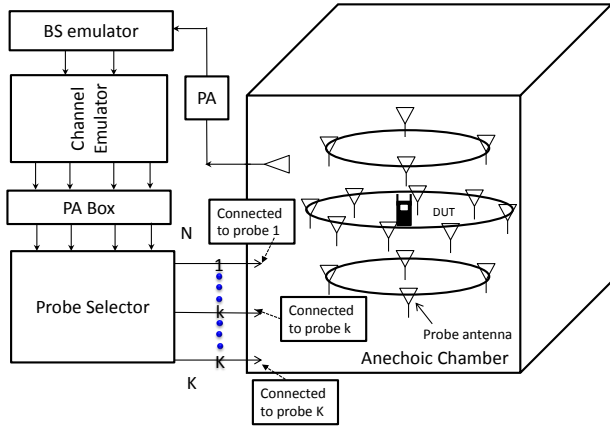 BS emulator
Channel
Emulator
PA
PA Box
N
Connected
to probe 1
DUT
1
Probe Selector
k
Connected
to probe k
Probe antenna
K
Anechoic Chamber
K
Connected
to probe K